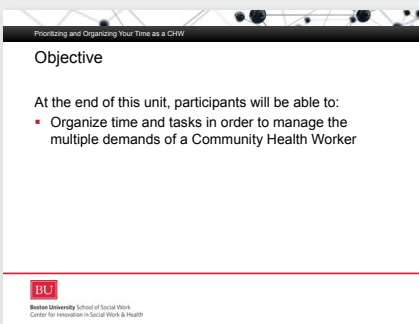 Prioritizing and Organizing Your Time as a CHW
Objective
At the end of this unit, participants will be able to:
▪ Organize time and tasks in order to manage the
multiple demands of a Community Health Worker
BU
Boston University School of Social Work
Center for Innovation in Social Work & Health